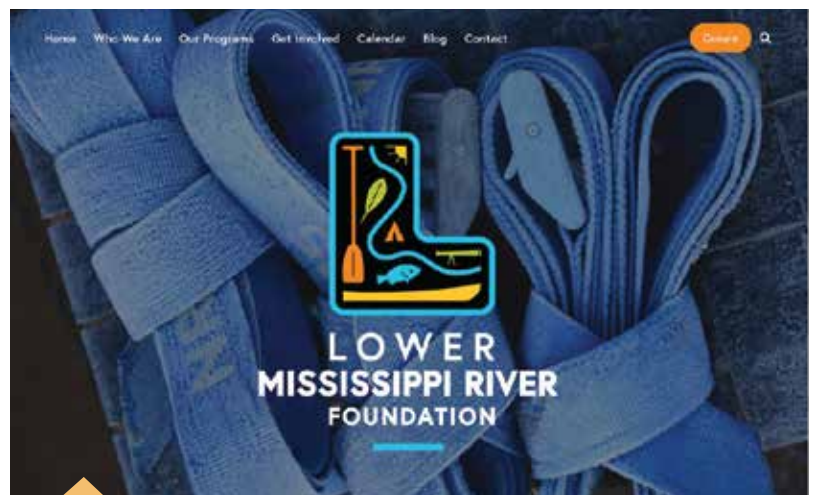 Home Who We Are Our Programs Get Involved Calendar Blog Contact Donate
LOWER
MISSISSIPPI RIVER
FOUNDATION